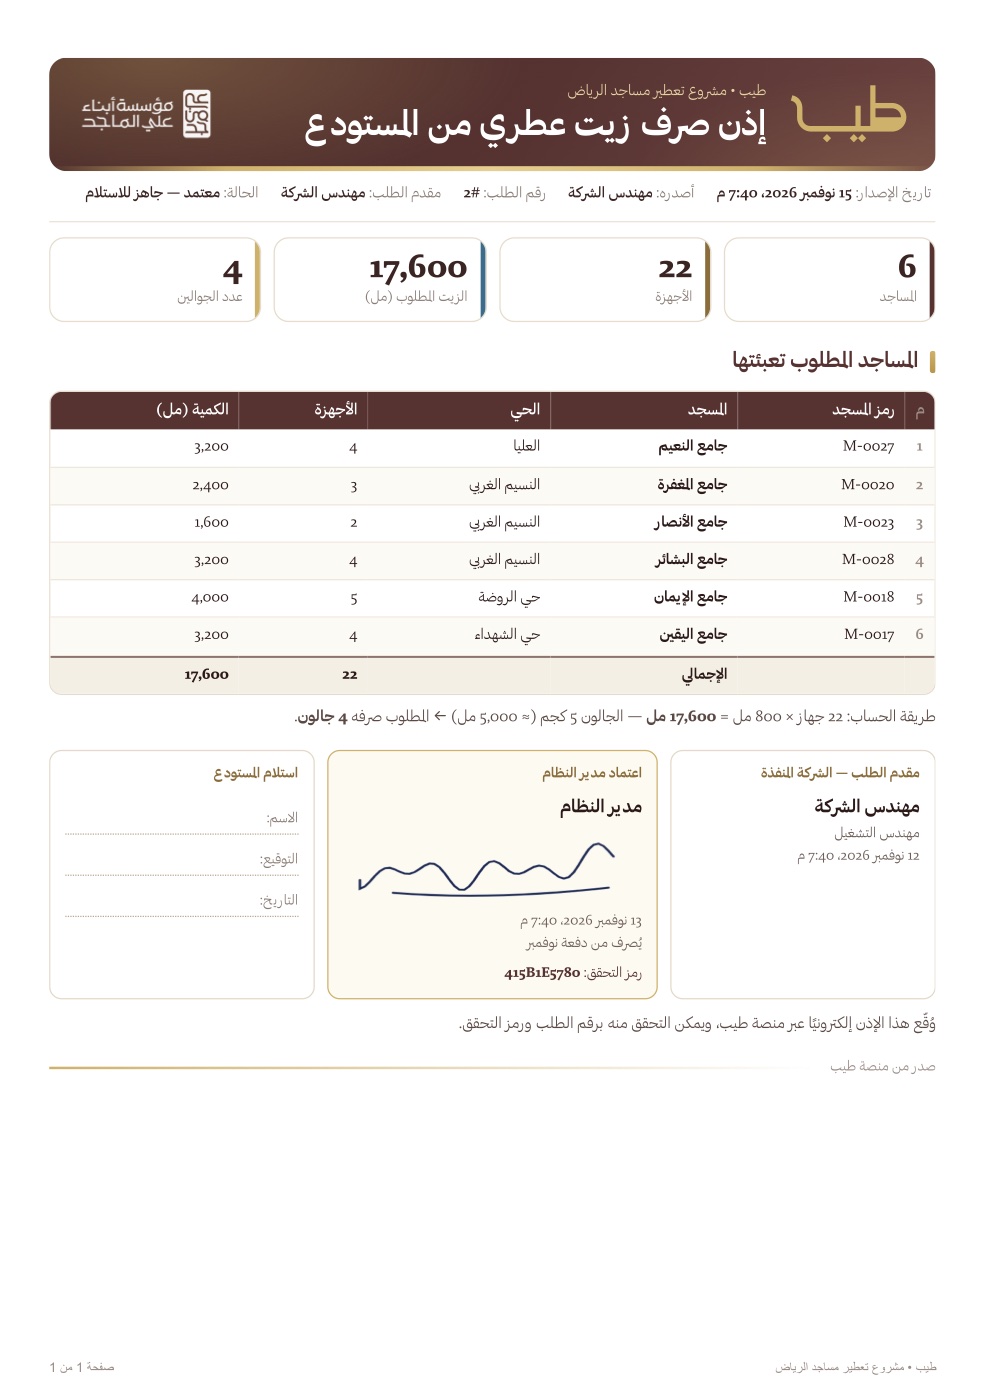 طيب
طيب • مشروع تعطير مساجد الرياض
إذن صرف زيت عطري من المستودع
مؤسسة أبناء
علي الماجد
تاريخ الإصدار: 15 نوفمبر 2026، 7:40 م أصدره: مهندس الشركة رقم الطلب: #2 مقدم الطلب: مهندس الشركة الحالة: معتمد — جاهز للاستلام
6 22 17,600 4
المساجد الأجهزة الزيت المطلوب (مل) عدد الجوالين
المساجد المطلوب تعبئتها
م رمز المسجد المسجد الحي الأجهزة الكمية (مل)
1 M-0027 جامع النعيم العليا 4 3,200
2 M-0020 جامع المغفرة النسيم الغربي 3 2,400
3 M-0023 جامع الأنصار النسيم الغربي 2 1,600
4 M-0028 جامع البشائر النسيم الغربي 4 3,200
5 M-0018 جامع الإيمان حي الروضة 5 4,000
6 M-0017 جامع اليقين حي الشهداء 4 3,200
الإجمالي 22 17,600
طريقة الحساب: 22 جهاز × 800 مل = 17,600 مل — الجالون 5 كجم (≈ 5,000 مل) ← المطلوب صرفه 4 جالون.
مقدم الطلب — الشركة المنفذة
مهندس الشركة
مهندس التشغيل
12 نوفمبر 2026، 7:40 م
اعتماد مدير النظام
مدير النظام
13 نوفمبر 2026، 7:40 م
يُصرف من دفعة نوفمبر
رمز التحقق: 415B1E5780
استلام المستودع
الاسم:
التوقيع:
التاريخ:
وُقّع هذا الإذن إلكترونيًا عبر منصة طيب، ويمكن التحقق منه برقم الطلب ورمز التحقق.
صدر من منصة طيب
طيب • مشروع تعطير مساجد الرياض
صفحة 1 من 1